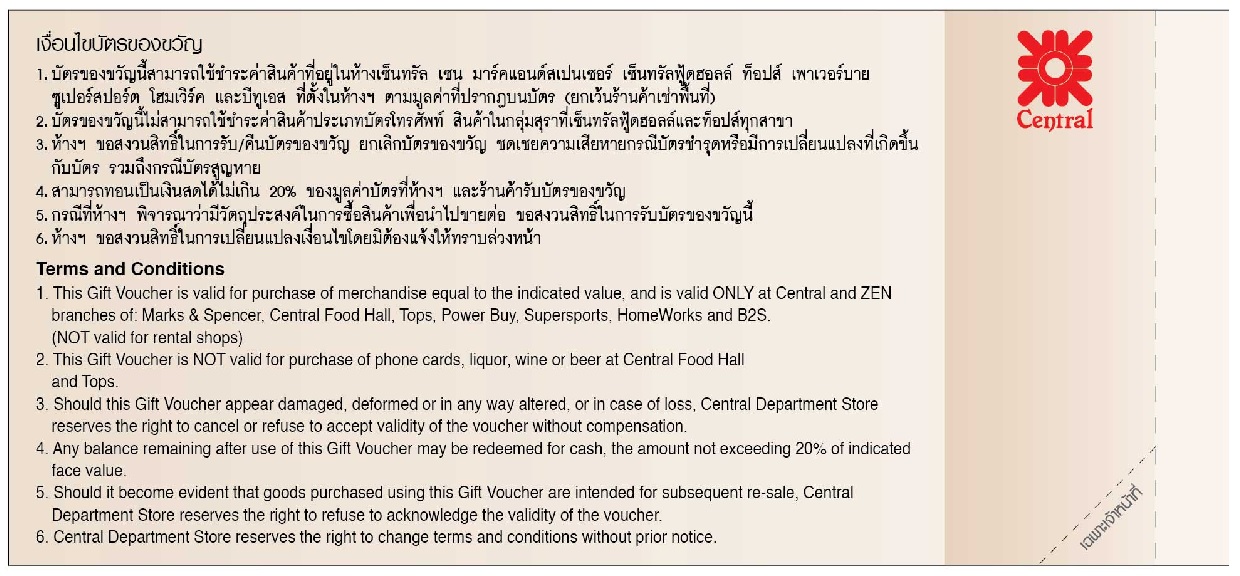 เงื่อนไขบัตรของขวัญ
1. บัตรของขวัญนี้สามารถใช้ชำระค่าสินค้าที่อยู่ในห้างเซ็นทรัล เซน มาร์คแอนด์สเปนเซอร์ เซ็นทรัลฟู้ดฮอลล์ ท็อปส์ เพาเวอร์บาย
ซูเปอร์สปอร์ต โฮมเวิร์ค และบีทูเอส ที่ตั้งในห้างฯ ตามมูลค่าที่ปรากฏบนบัตร (ยกเว้นร้านค้าเช่าพื้นที่)
2. บัตรของขวัญนี้ไม่สามารถใช้ชำระค่าสินค้าประเภทบัตรโทรศัพท์ สินค้าในกลุ่มสุราที่เซ็นทรัลฟู้ดฮอลล์และท็อปส์ทุกสาขา
3. ห้างฯ ขอสงวนสิทธิ์ในการรับ/คืนบัตรของขวัญ ยกเลิกบัตรของขวัญ ชดเชยความเสียหายกรณีบัตรชำรุดหรือมีการเปลี่ยนแปลงที่เกิดขึ้น
กับบัตร รวมถึงกรณีบัตรสูญหาย
4. สามารถทอนเป็นเงินสดได้ไม่เกิน 20% ของมูลค่าบัตรที่ห้างฯ และร้านค้ารับบัตรของขวัญ
5. กรณีที่ห้างฯ พิจารณาว่ามีวัตถุประสงค์ในการซื้อสินค้าเพื่อนำไปขายต่อ ขอสงวนสิทธิ์ในการรับบัตรของขวัญนี้
6. ห้างฯ ขอสงวนสิทธิ์ในการเปลี่ยนแปลงเงื่อนไขโดยมิต้องแจ้งให้ทราบล่วงหน้า
Terms and Conditions
1. This Gift Voucher is valid for purchase of merchandise equal to the indicated value, and is valid ONLY at Central and ZEN
branches of: Marks & Spencer, Central Food Hall, Tops, Power Buy, Supersports, HomeWorks and B2S.
(NOT valid for rental shops)
2. This Gift Voucher is NOT valid for purchase of phone cards, liquor, wine or beer at Central Food Hall
and Tops.
3. Should this Gift Voucher appear damaged, deformed or in any way altered, or in case of loss, Central Department Store
reserves the right to cancel or refuse to accept validity of the voucher without compensation.
4. Any balance remaining after use of this Gift Voucher may be redeemed for cash, the amount not exceeding 20% of indicated
face value.
5. Should it become evident that goods purchased using this Gift Voucher are intended for subsequent re-sale, Central
Department Store reserves the right to refuse to acknowledge the validity of the voucher.
6. Central Department Store reserves the right to change terms and conditions without prior notice.
Central
เฉพาะเจ้าหน้าที่